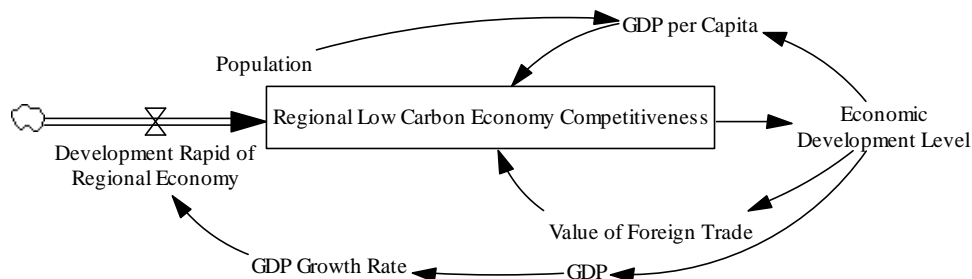 GDP per Capita
Population
Regional Low Carbon Economy Competitiveness
Economic
Development Level
Development Rapid of
Regional Economy
Value of Foreign Trade
GDP Growth Rate
GDP